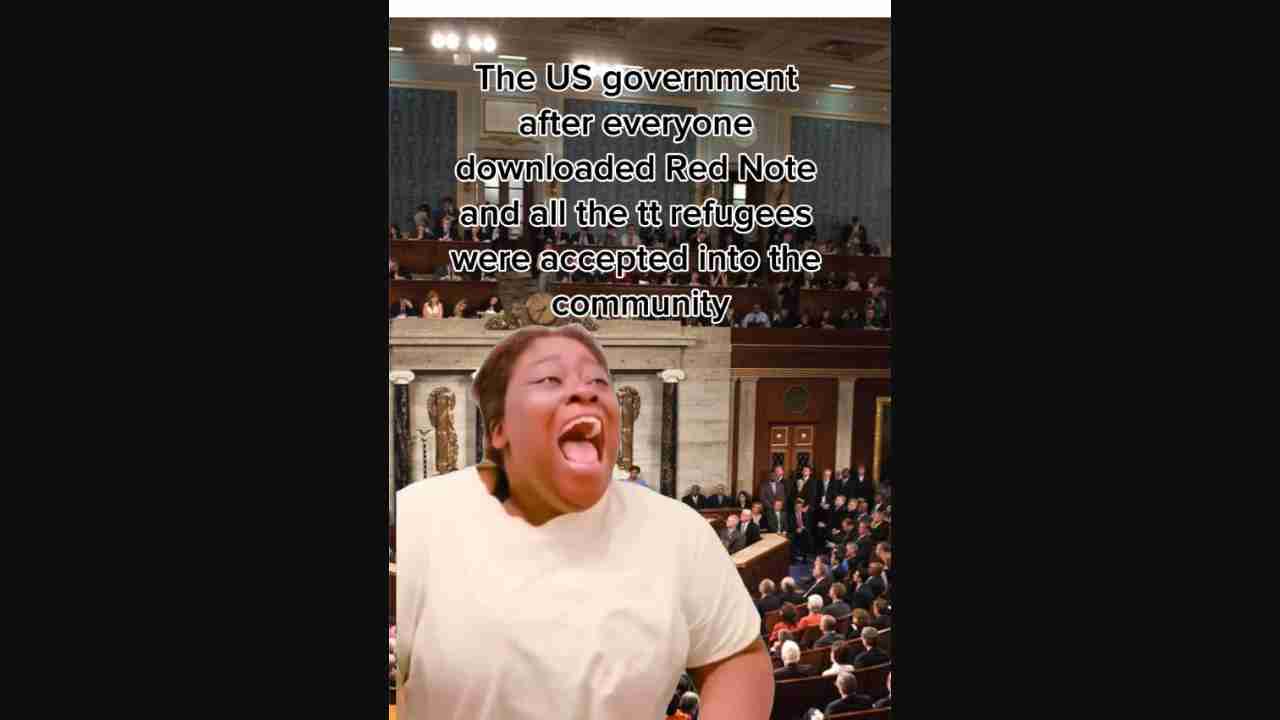 The US government
after everyone
downloaded Red Note
and all the tt refugees
were accepted into the
community